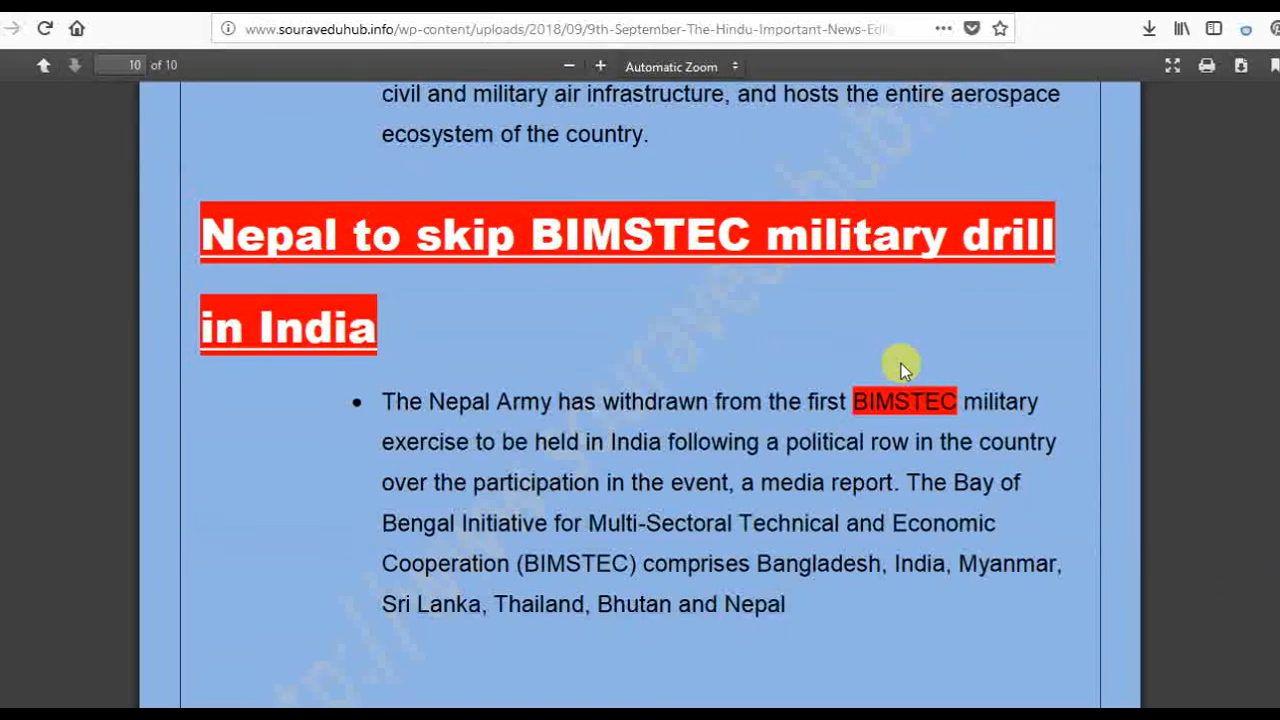 www.souraveduhub.info/wp-content/uploads/2018/09/9th-September-The-Hindu-Important-News-Edi
10 of 10
Automatic Zoom
civil and military air infrastructure, and hosts the entire aerospace
ecosystem of the country.
Nepal to skip BIMSTEC military drill
in India
• The Nepal Army has withdrawn from the first BIMSTEC military
exercise to be held in India following a political row in the country
over the participation in the event, a media report. The Bay of
Bengal Initiative for Multi-Sectoral Technical and Economic
Cooperation (BIMSTEC) comprises Bangladesh, India, Myanmar,
Sri Lanka, Thailand, Bhutan and Nepal